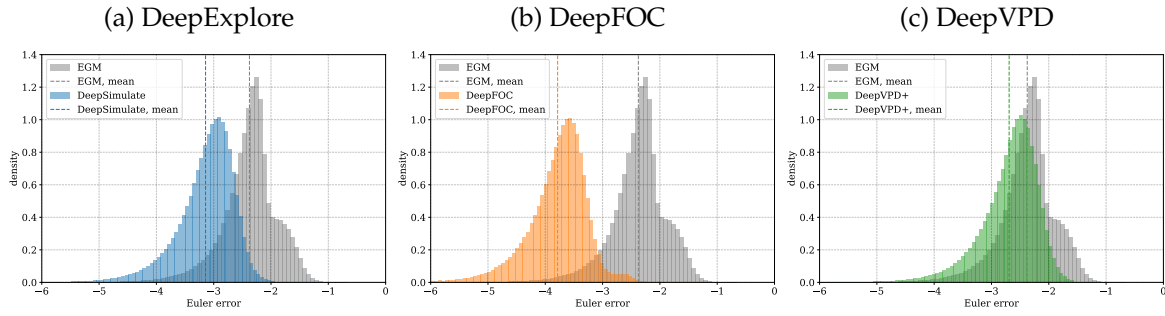 (a) DeepExplore
(b) DeepFOC
(c) DeepVPD
1.4
1.2
1.0
0.8
0.6
0.4
0.2
0.0
density
EGM
EGM, mean
DeepSimulate
DeepSimulate, mean
−6 −5 −4 −3 −2 −1 0
Euler error
1.4
1.2
1.0
0.8
0.6
0.4
0.2
0.0
density
EGM
EGM, mean
DeepFOC
DeepFOC, mean
−6 −5 −4 −3 −2 −1 0
Euler error
1.4
1.2
1.0
0.8
0.6
0.4
0.2
0.0
density
EGM
EGM, mean
DeepVPD+
DeepVPD+, mean
−6 −5 −4 −3 −2 −1 0
Euler error